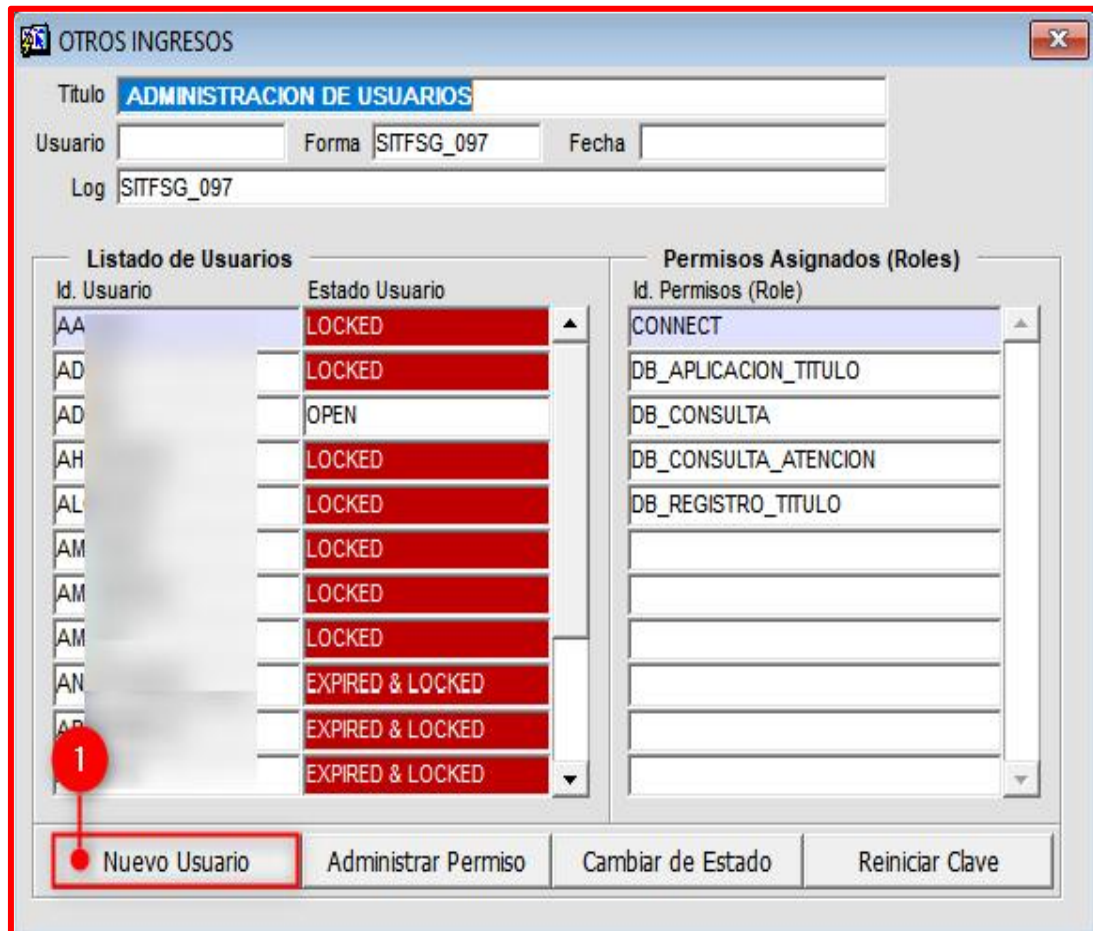 OTROS INGRESOS
Titulo ADMINISTRACION DE USUARIOS
Usuario Forma SITFSG_097 Fecha
Log SITFSG_097
Listado de Usuarios Permisos Asignados (Roles)
Id. Usuario Estado Usuario Id. Permisos (Role)
AA LOCKED CONNECT
AD LOCKED DB_APLICACION_TITULO
AD OPEN DB_CONSULTA
AH LOCKED DB_CONSULTA_ATENCION
AL LOCKED DB_REGISTRO_TITULO
AM LOCKED
AM LOCKED
AM LOCKED
AN EXPIRED & LOCKED
EXPIRED & LOCKED
1 EXPIRED & LOCKED
Nuevo Usuario Administrar Permiso Cambiar de Estado Reiniciar Clave